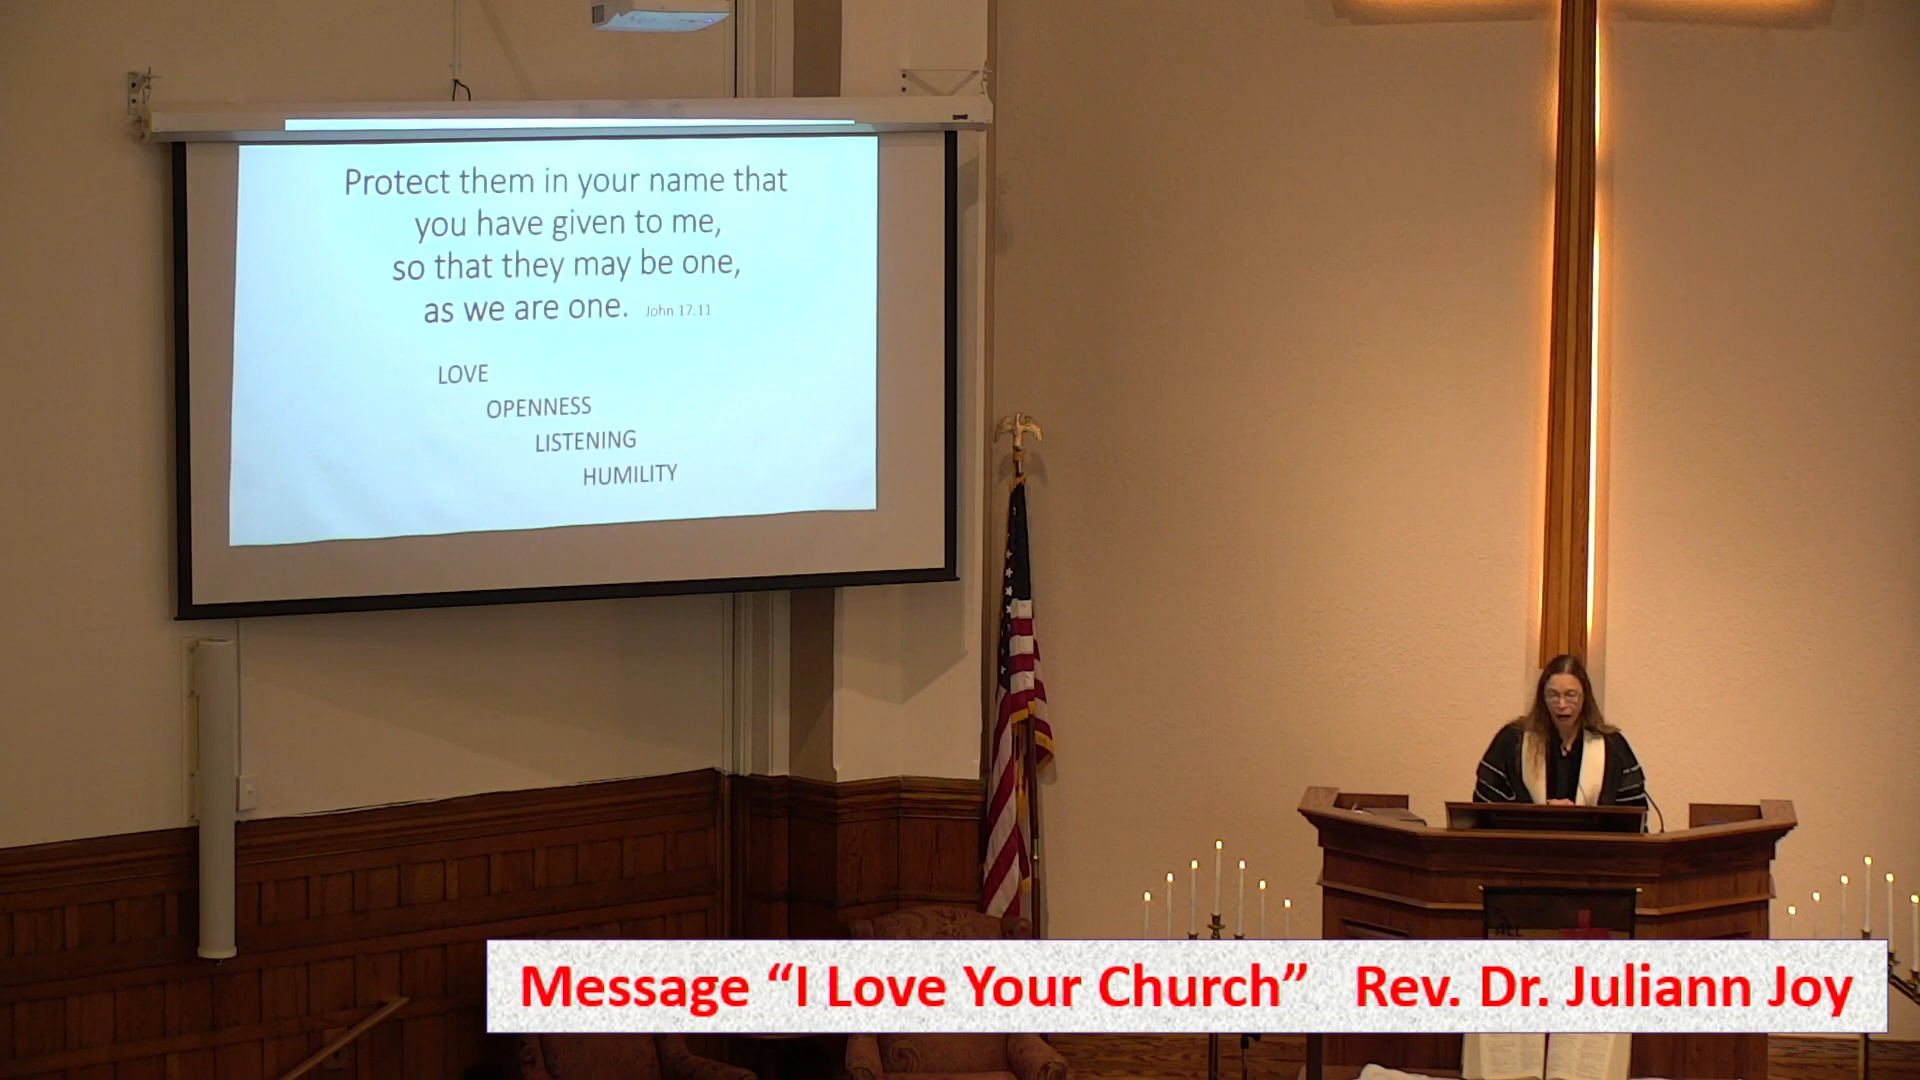 Protect them in your name that
you have given to me,
so that they may be one,
as we are one. John 17.11
LOVE
OPENNESS
LISTENING
HUMILITY
ALL
Message “I Love Your Church” Rev. Dr. Juliann Joy